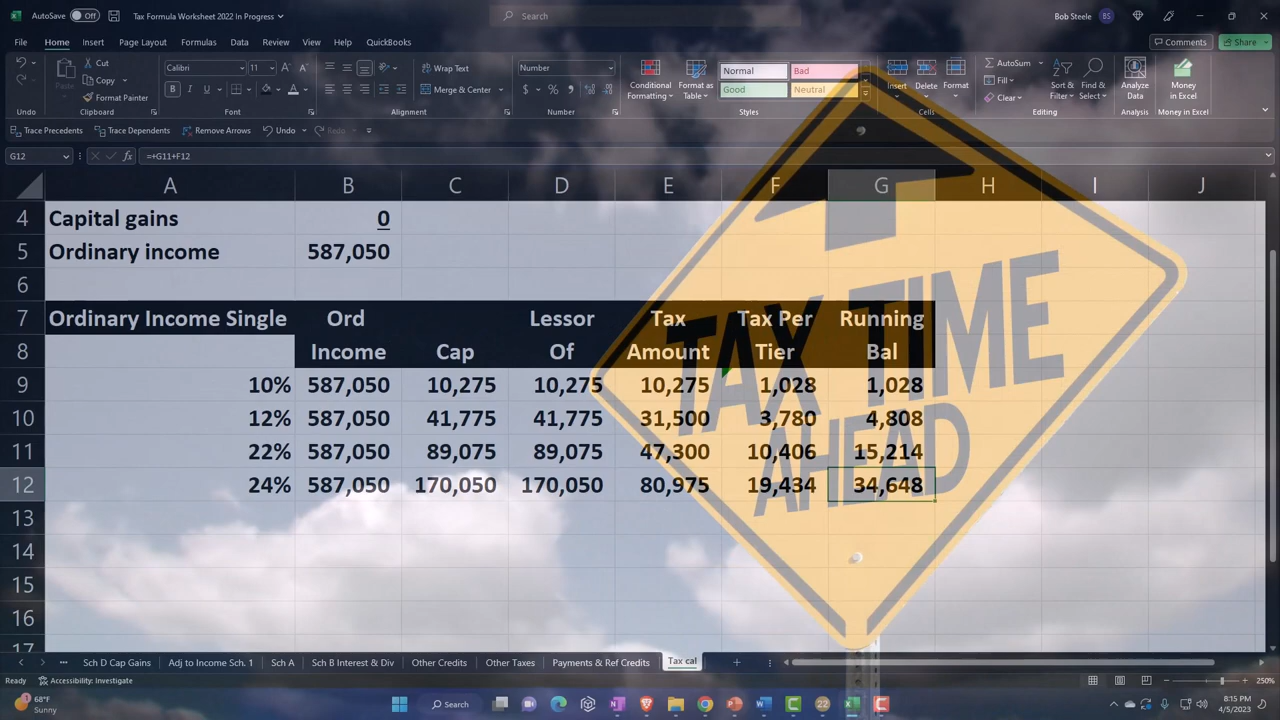 AutoSave Off Tax Formula Worksheet 2022 In Progress Search Bob Steele BS
File Home Insert Page Layout Formulas Data Review View Help QuickBooks Comments Share
Cut Calibri 11 Wrap Text Number Normal Bad AutoSum
Copy Fill
Format Painter B I U Merge & Center $ % Good Neutral Clear
Paste Conditional Formatting Format as Table Insert Delete Format Sort & Filter Find & Select Analyze Data Money in Excel
Undo Clipboard Font Alignment Number Styles Cells Editing Analysis Money in Excel
Trace Precedents Trace Dependents Remove Arrows Undo Redo
G12 fx =+G11+F12
A B C D E F G H I J
4 Capital gains 0
5 Ordinary income 587,050
6
7 Ordinary Income Single Ord Lessor Tax Tax Per Running
8 Income Cap Of Amount Tier Bal
9 10% 587,050 10,275 10,275 10,275 1,028 1,028
10 12% 587,050 41,775 41,775 31,500 3,780 4,808
11 22% 587,050 89,075 89,075 47,300 10,406 15,214
12 24% 587,050 170,050 170,050 80,975 19,434 34,648
13
14
15
16
17
TAX TIME
AHEAD
Sch D Cap Gains Adj to Income Sch. 1 Sch A Sch B Interest & Div Other Credits Other Taxes Payments & Ref Credits Tax cal
Ready Accessibility: Investigate 250%
68°F
Sunny
Search
8:15 PM
4/5/2023